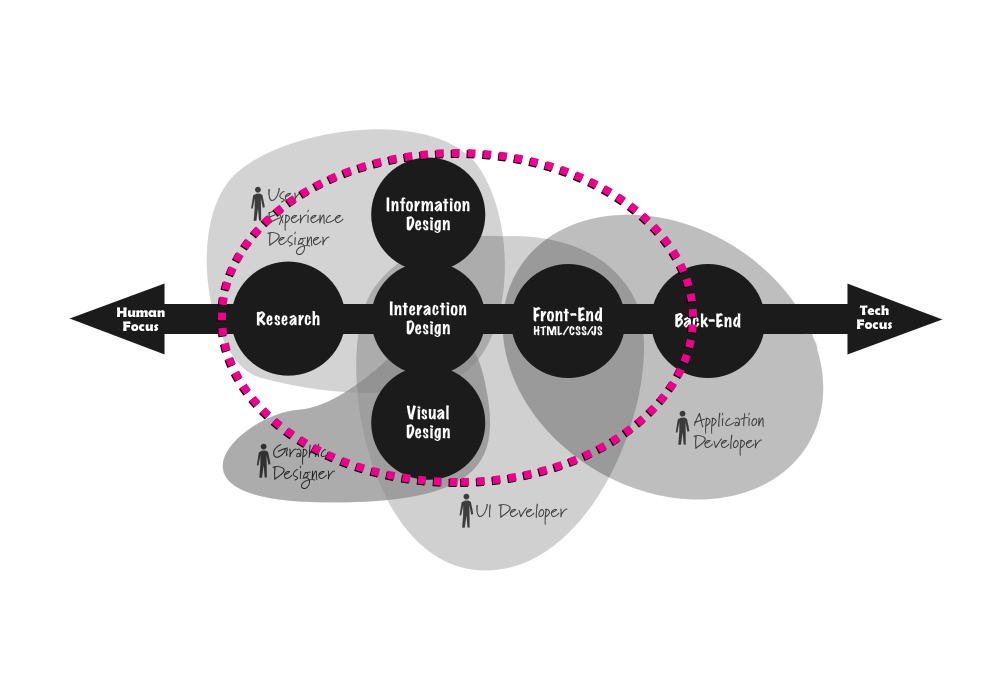 User
Experience
Designer
Information
Design
Human
Focus
Research
Interaction
Design
Front-End
HTML/CSS/JS
Back-End
Tech
Focus
Visual
Design
Graphic
Designer
Application
Developer
UI Developer